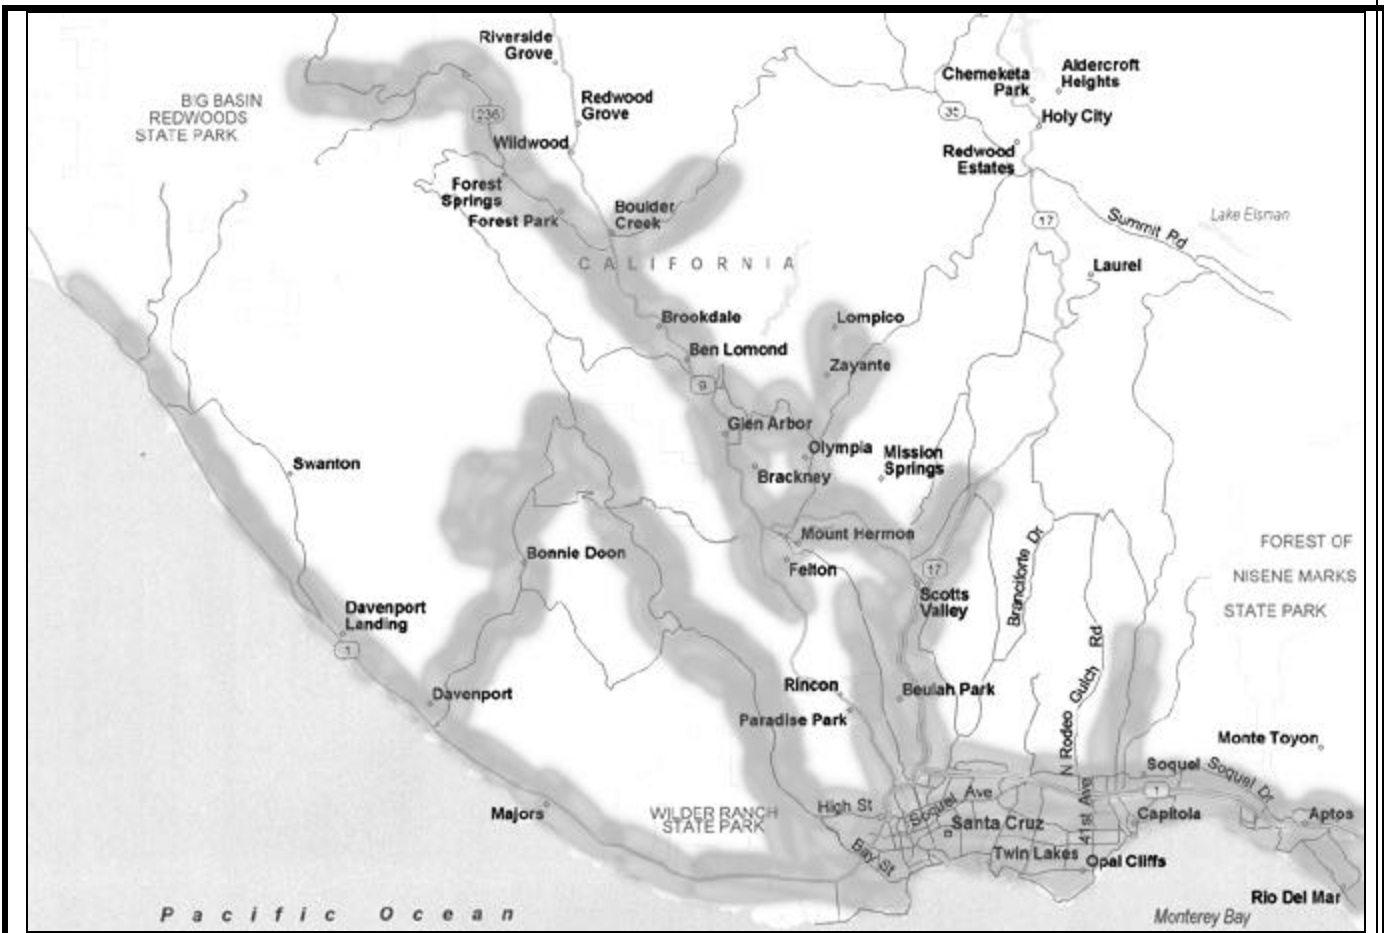 Riverside
Grove
Aldercroft
Heights
Chemeketa
Park
BIG BASIN
REDWOODS
STATE PARK
Redwood
Grove
236
35
Holy City
Wildwood
Redwood
Estates
Forest
Springs
Forest Park
Boulder
Creek
17
Summit Rd
Lake Elsman
CALIFORNIA
Laurel
Brookdale
Lompico
Ben Lomond
Zayante
9
Glen Arbor
Olympia
Mission
Springs
Swanton
Brackney
Mount Hermon
Branciforte Dr
FOREST OF
NISENE MARKS
STATE PARK
Bonnie Doon
Felton
17
Scotts
Valley
Davenport
Landing
1
N Rodeo Gulch Rd
Davenport
Rincon
Beulah Park
Paradise Park
Monte Toyon
Soquel
Soquel Dr
1
Majors
WILDER RANCH
STATE PARK
High St
Soquel Ave
41st Ave
Capitola
Aptos
Santa Cruz
Bay St
Twin Lakes
Opal Cliffs
Rio Del Mar
Pacific Ocean
Monterey Bay